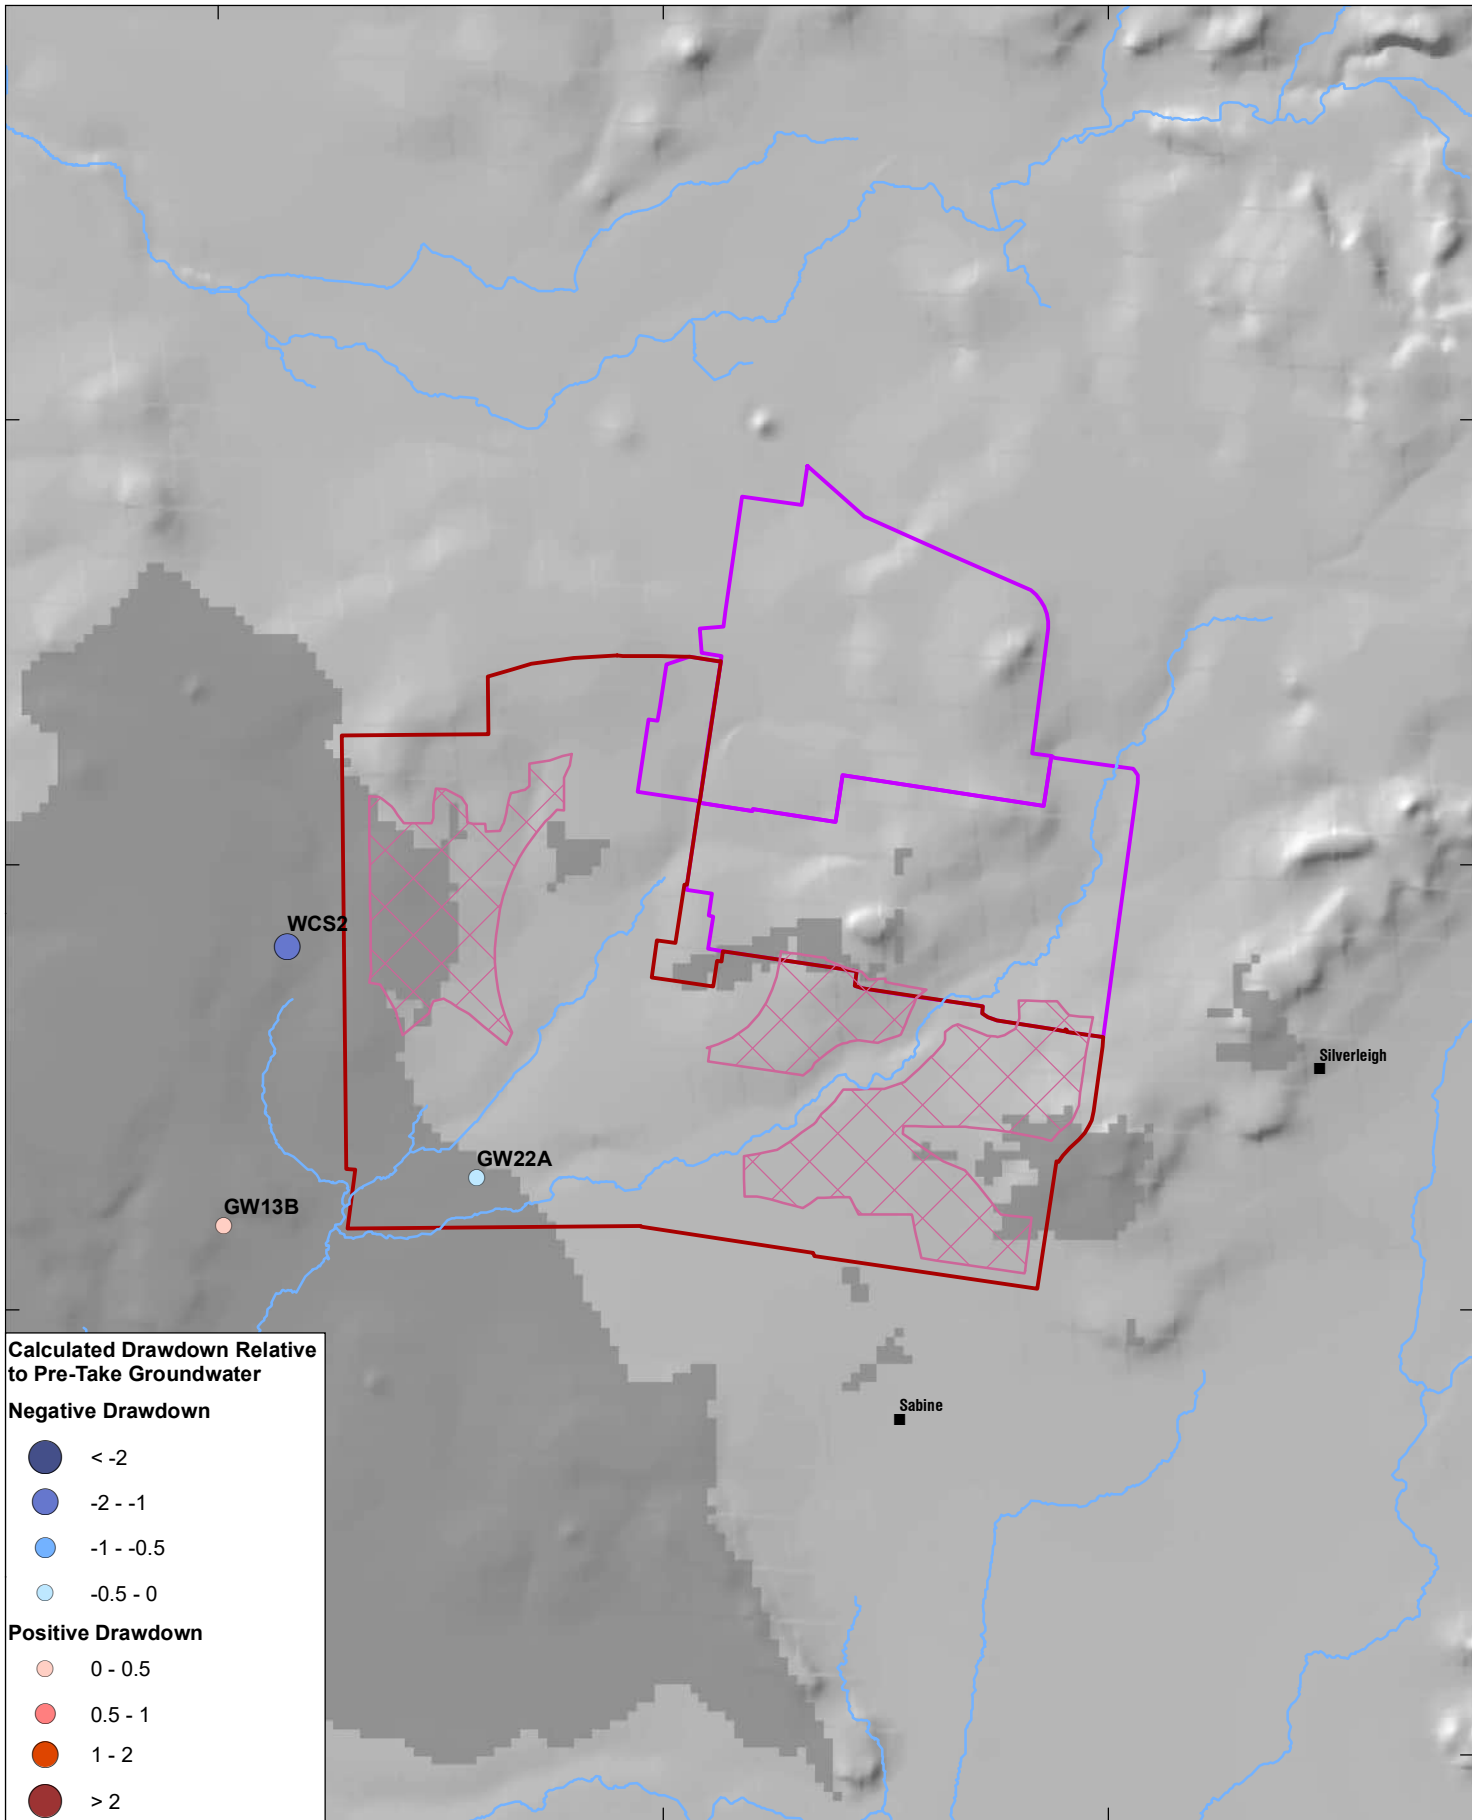 WCS2
Silverleigh
GW22A
GW13B
Sabine
Calculated Drawdown Relative
to Pre-Take Groundwater
Negative Drawdown
< -2
-2 - -1
-1 - -0.5
-0.5 - 0
Positive Drawdown
0 - 0.5
0.5 - 1
1 - 2
> 2